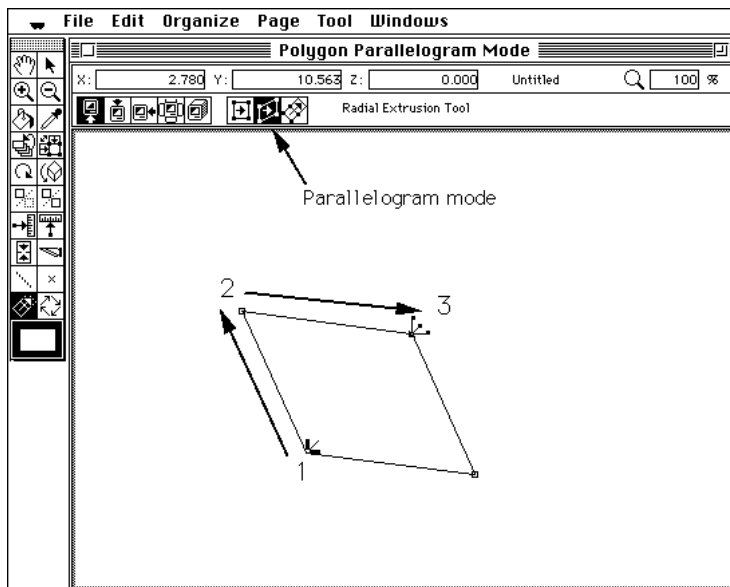 File Edit Organize Page Tool Windows
Polygon Parallelogram Mode
X: 2.780 Y: 10.563 Z: 0.000 Untitled 100 %
Radial Extrusion Tool
Parallelogram mode
2
3
1